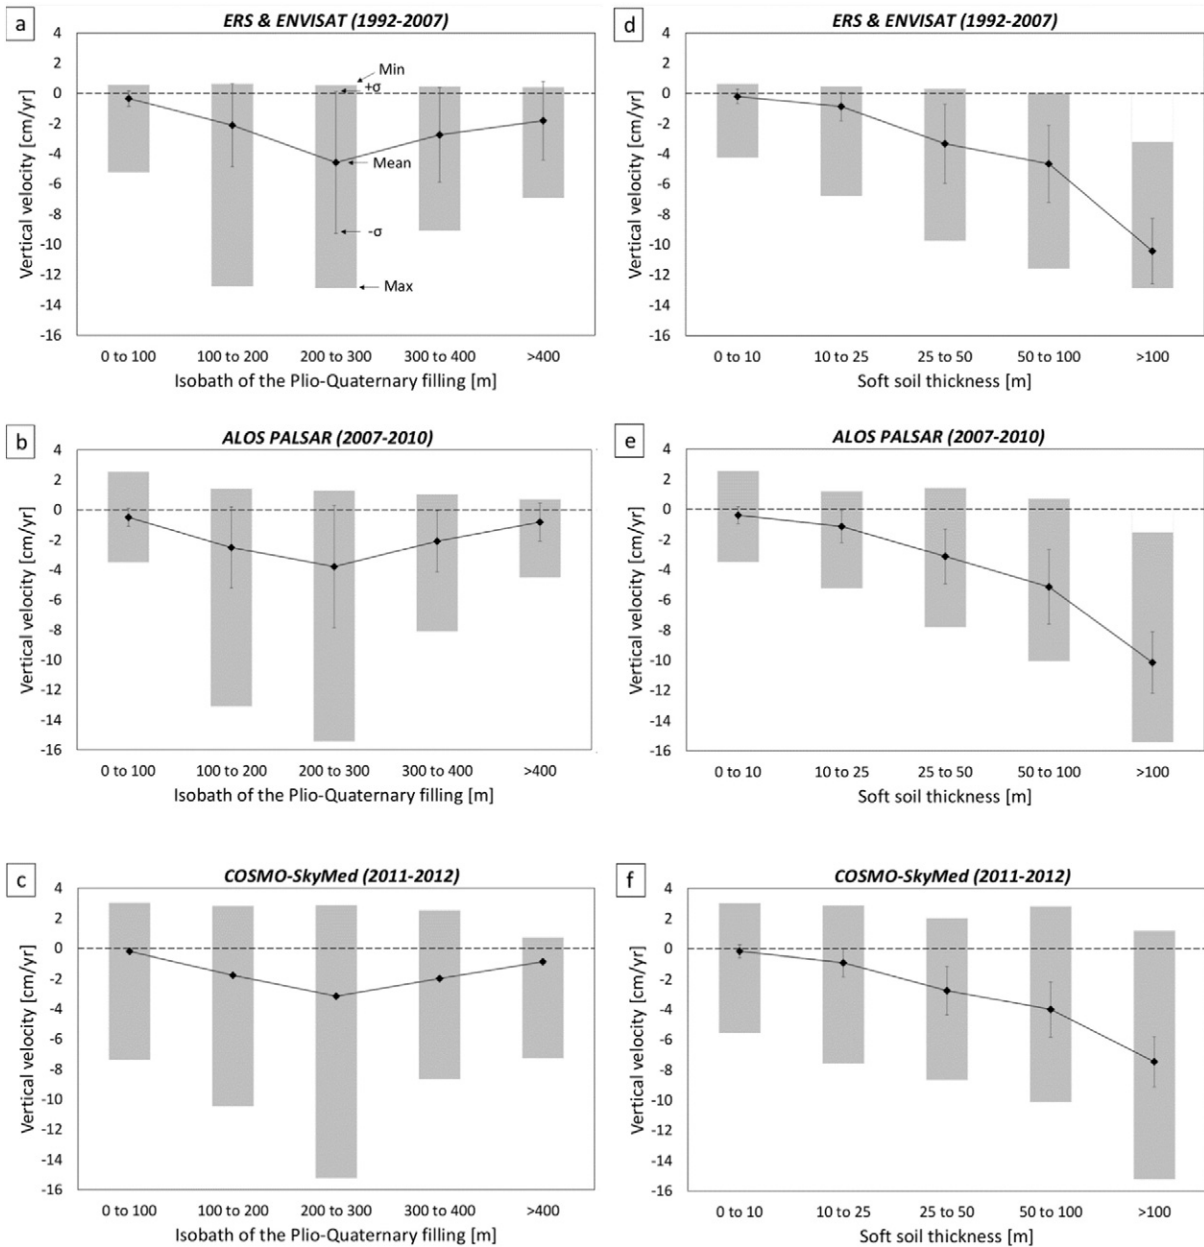 a
ERS & ENVISAT (1992-2007)
4
2
0
-2
-4
-6
-8
-10
-12
-14
-16
Vertical velocity [cm/yr]
Min
+σ
Mean
-σ
Max
0 to 100 100 to 200 200 to 300 300 to 400 >400
Isobath of the Plio-Quaternary filling [m]
d
ERS & ENVISAT (1992-2007)
4
2
0
-2
-4
-6
-8
-10
-12
-14
-16
Vertical velocity [cm/yr]
0 to 10 10 to 25 25 to 50 50 to 100 >100
Soft soil thickness [m]
b
ALOS PALSAR (2007-2010)
4
2
0
-2
-4
-6
-8
-10
-12
-14
-16
Vertical velocity [cm/yr]
0 to 100 100 to 200 200 to 300 300 to 400 >400
Isobath of the Plio-Quaternary filling [m]
e
ALOS PALSAR (2007-2010)
4
2
0
-2
-4
-6
-8
-10
-12
-14
-16
Vertical velocity [cm/yr]
0 to 10 10 to 25 25 to 50 50 to 100 >100
Soft soil thickness [m]
c
COSMO-SkyMed (2011-2012)
4
2
0
-2
-4
-6
-8
-10
-12
-14
-16
Vertical velocity [cm/yr]
0 to 100 100 to 200 200 to 300 300 to 400 >400
Isobath of the Plio-Quaternary filling [m]
f
COSMO-SkyMed (2011-2012)
4
2
0
-2
-4
-6
-8
-10
-12
-14
-16
Vertical velocity [cm/yr]
0 to 10 10 to 25 25 to 50 50 to 100 >100
Soft soil thickness [m]